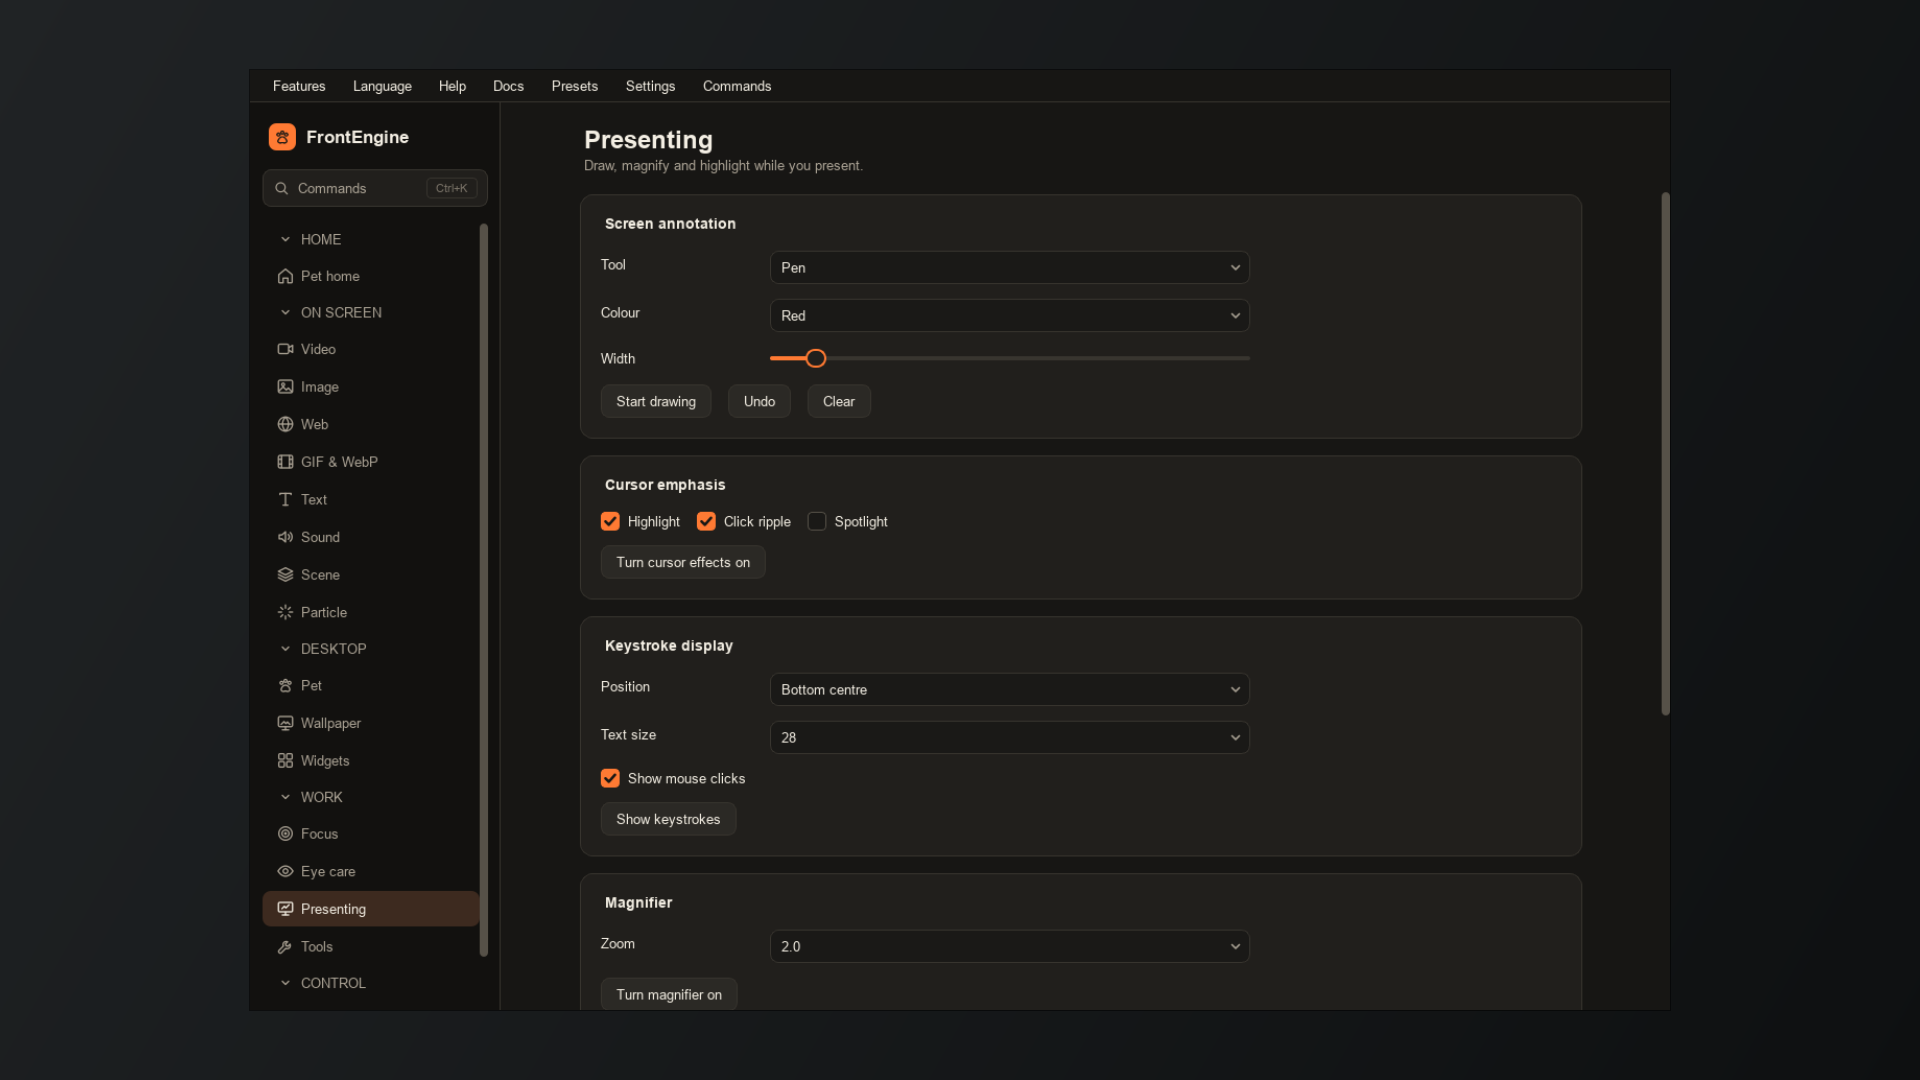 Features Language Help Docs Presets Settings Commands
FrontEngine
Commands Ctrl+K
HOME
Pet home
ON SCREEN
Video
Image
Web
GIF & WebP
Text
Sound
Scene
Particle
DESKTOP
Pet
Wallpaper
Widgets
WORK
Focus
Eye care
Presenting
Tools
CONTROL
Presenting
Draw, magnify and highlight while you present.
Screen annotation
Tool Pen
Colour Red
Width
Start drawing Undo Clear
Cursor emphasis
Highlight Click ripple Spotlight
Turn cursor effects on
Keystroke display
Position Bottom centre
Text size 28
Show mouse clicks
Show keystrokes
Magnifier
Zoom 2.0
Turn magnifier on